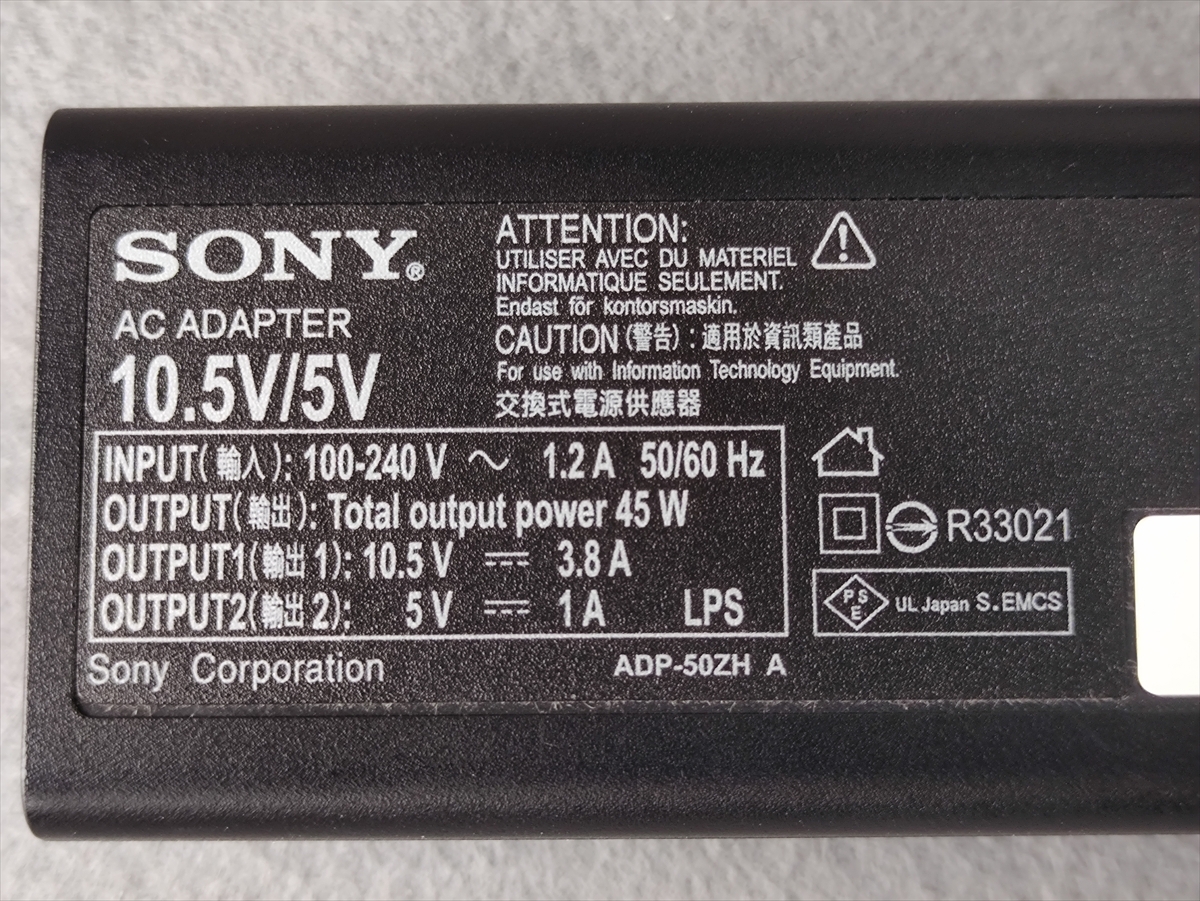 SONY®
AC ADAPTER
10.5V/5V
ATTENTION:
UTILISER AVEC DU MATERIEL
INFORMATIQUE SEULEMENT.
Endast för kontorsmaskin.
CAUTION(警告):適用於資訊類產品
For use with Information Technology Equipment.
交換式電源供應器
INPUT(輸入): 100-240 V ～ 1.2 A 50/60 Hz
OUTPUT(輸出): Total output power 45 W
OUTPUT1(輸出 1): 10.5 V ⎓ 3.8 A
OUTPUT2(輸出 2): 5 V ⎓ 1 A LPS
Sony Corporation ADP-50ZH A
R33021
PSE UL Japan S.EMCS